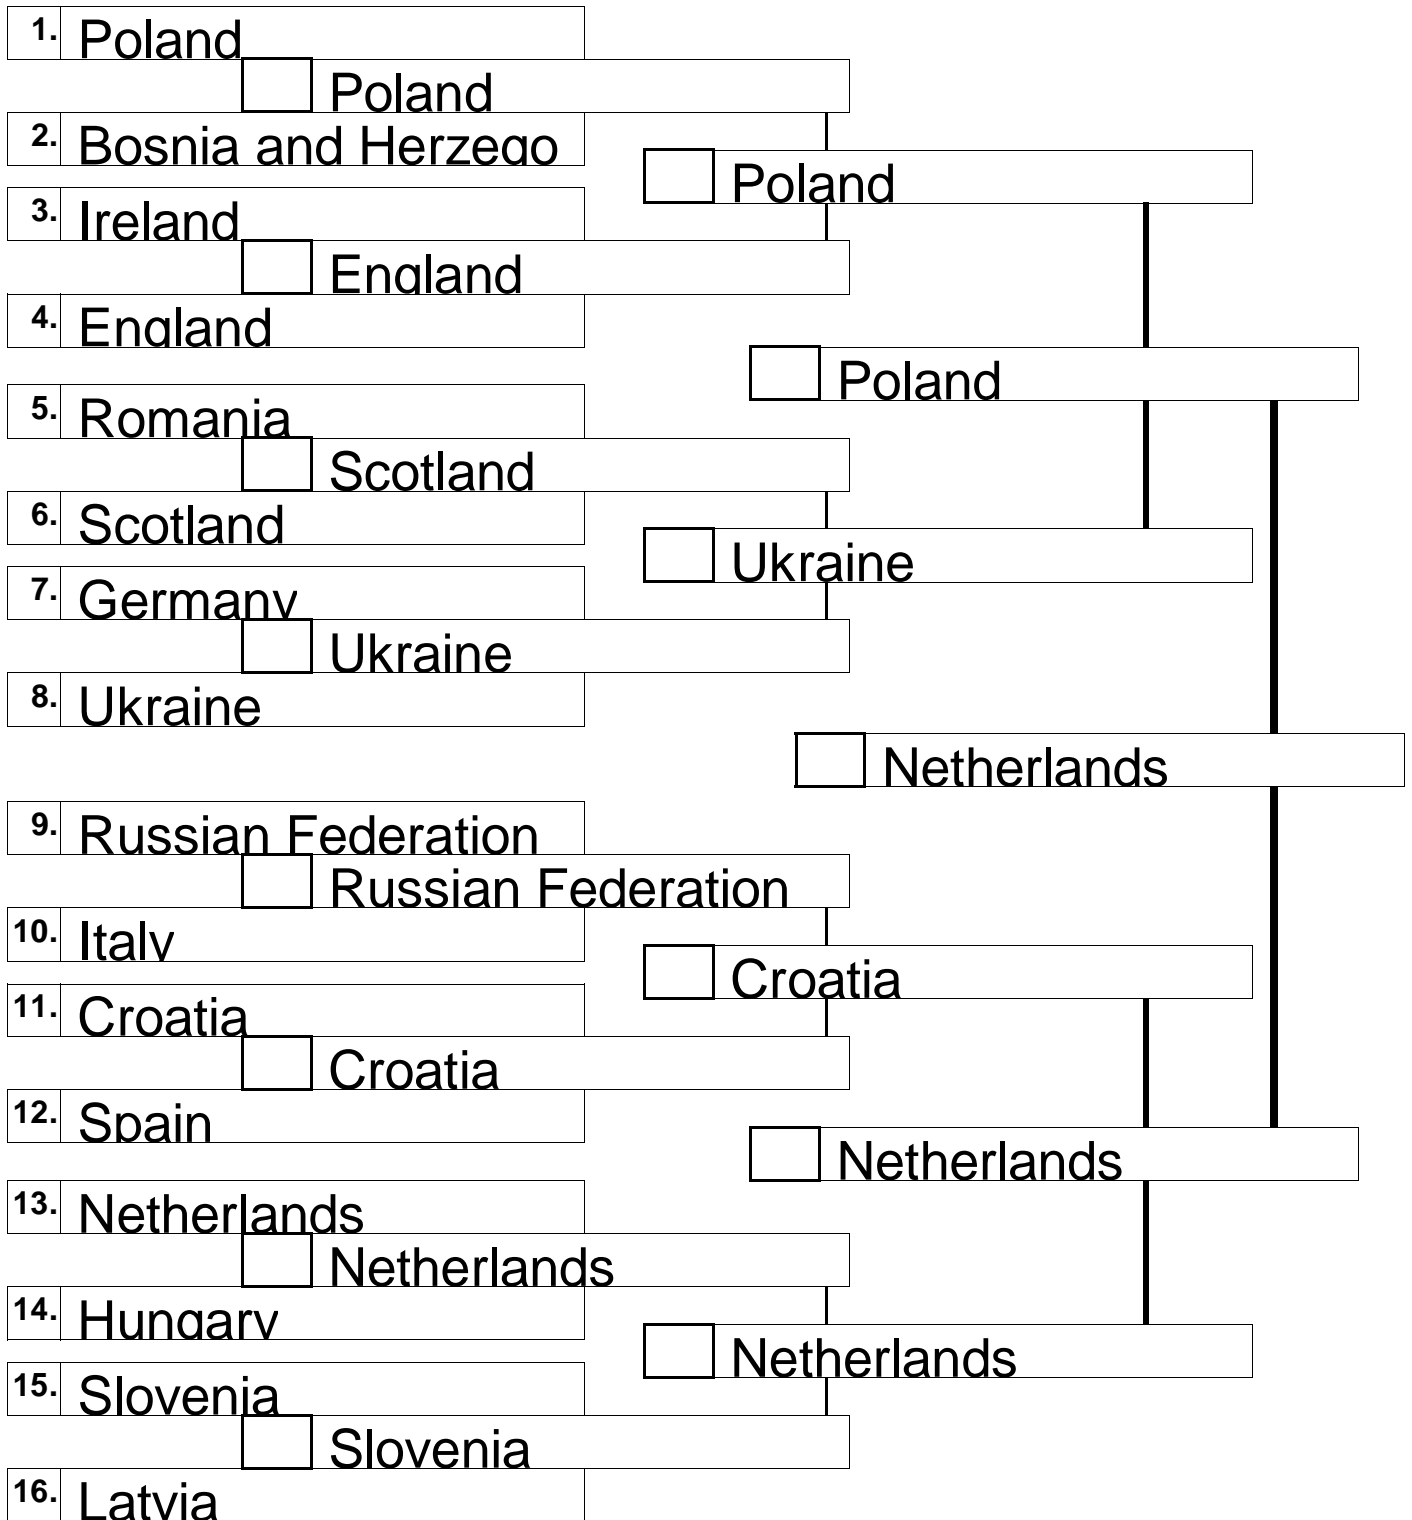 1. Poland
Poland
2. Bosnia and Herzego
Poland
3. Ireland
England
4. England
Poland
5. Romania
Scotland
6. Scotland
Ukraine
7. Germany
Ukraine
8. Ukraine
Netherlands
9. Russian Federation
Russian Federation
10. Italy
Croatia
11. Croatia
Croatia
12. Spain
Netherlands
13. Netherlands
Netherlands
14. Hungary
Netherlands
15. Slovenia
Slovenia
16. Latvia